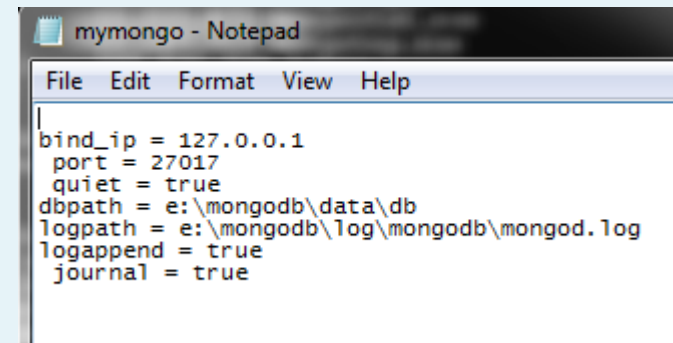 mymongo - Notepad
File Edit Format View Help
bind_ip = 127.0.0.1
port = 27017
quiet = true
dbpath = e:\mongodb\data\db
logpath = e:\mongodb\log\mongodb\mongod.log
logappend = true
journal = true